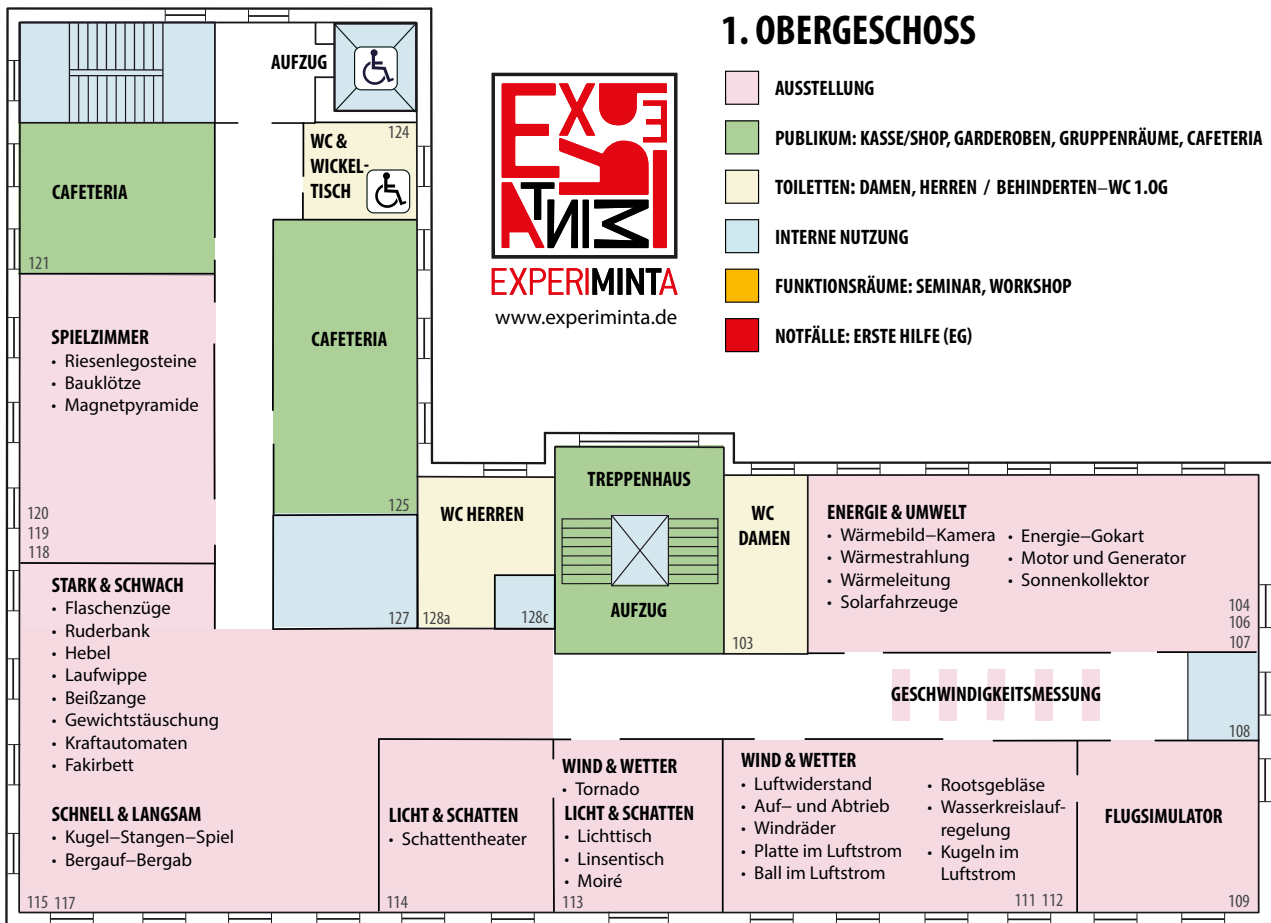 1. OBERGESCHOSS
AUSSTELLUNG
PUBLIKUM: KASSE/SHOP, GARDEROBEN, GRUPPENRÄUME, CAFETERIA
TOILETTEN: DAMEN, HERREN / BEHINDERTEN–WC 1.OG
INTERNE NUTZUNG
FUNKTIONSRÄUME: SEMINAR, WORKSHOP
NOTFÄLLE: ERSTE HILFE (EG)
EXPERIMINTA
EXPERIMINTA
www.experiminta.de
AUFZUG
124
WC &
WICKEL-
TISCH
CAFETERIA
121
SPIELZIMMER
• Riesenlegosteine
• Bauklötze
• Magnetpyramide
120
119
118
CAFETERIA
125
127
WC HERREN
128a
128c
TREPPENHAUS
AUFZUG
WC
DAMEN
103
ENERGIE & UMWELT
• Wärmebild–Kamera
• Wärmestrahlung
• Wärmeleitung
• Solarfahrzeuge
• Energie–Gokart
• Motor und Generator
• Sonnenkollektor
104
106
107
GESCHWINDIGKEITSMESSUNG
108
STARK & SCHWACH
• Flaschenzüge
• Ruderbank
• Hebel
• Laufwippe
• Beißzange
• Gewichtstäuschung
• Kraftautomaten
• Fakirbett
SCHNELL & LANGSAM
• Kugel–Stangen–Spiel
• Bergauf–Bergab
115 117
LICHT & SCHATTEN
• Schattentheater
114
WIND & WETTER
• Tornado
LICHT & SCHATTEN
• Lichttisch
• Linsentisch
• Moiré
113
WIND & WETTER
• Luftwiderstand
• Auf– und Abtrieb
• Windräder
• Platte im Luftstrom
• Ball im Luftstrom
• Rootsgebläse
• Wasserkreislauf-
regelung
• Kugeln im
Luftstrom
111 112
FLUGSIMULATOR
109